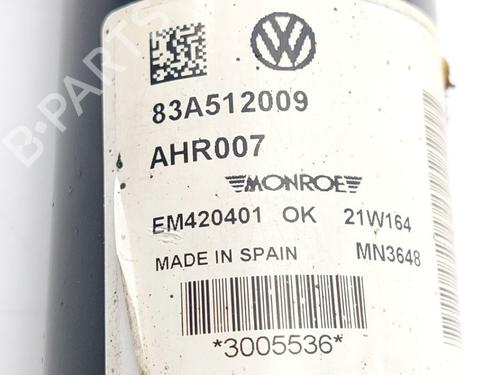 83A512009
AHR007
MONROE
EM420401 OK 21W164
MADE IN SPAIN MN3648
*3005536*
B-PARTS